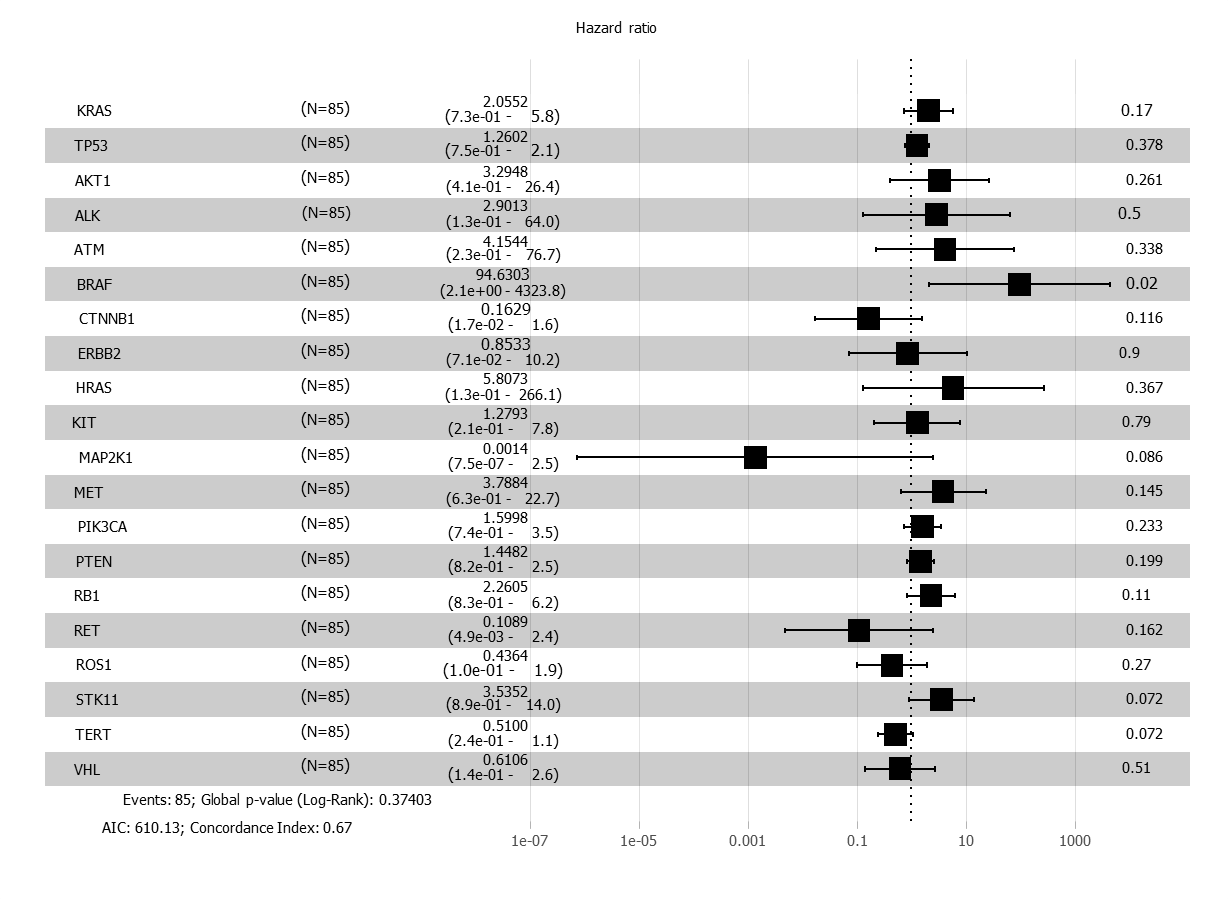 Hazard ratio
KRAS (N=85) 2.0552 0.17
(7.3e-01 - 5.8)
TP53 (N=85) 1.2602 0.378
(7.5e-01 - 2.1)
AKT1 (N=85) 3.2948 0.261
(4.1e-01 - 26.4)
ALK (N=85) 2.9013 0.5
(1.3e-01 - 64.0)
ATM (N=85) 4.1544 0.338
(2.3e-01 - 76.7)
BRAF (N=85) 94.6303 0.02
(2.1e+00 - 4323.8)
CTNNB1 (N=85) 0.1629 0.116
(1.7e-02 - 1.6)
ERBB2 (N=85) 0.8533 0.9
(7.1e-02 - 10.2)
HRAS (N=85) 5.8073 0.367
(1.3e-01 - 266.1)
KIT (N=85) 1.2793 0.79
(2.1e-01 - 7.8)
MAP2K1 (N=85) 0.0014 0.086
(7.5e-07 - 2.5)
MET (N=85) 3.7884 0.145
(6.3e-01 - 22.7)
PIK3CA (N=85) 1.5998 0.233
(7.4e-01 - 3.5)
PTEN (N=85) 1.4482 0.199
(8.2e-01 - 2.5)
RB1 (N=85) 2.2605 0.11
(8.3e-01 - 6.2)
RET (N=85) 0.1089 0.162
(4.9e-03 - 2.4)
ROS1 (N=85) 0.4364 0.27
(1.0e-01 - 1.9)
STK11 (N=85) 3.5352 0.072
(8.9e-01 - 14.0)
TERT (N=85) 0.5100 0.072
(2.4e-01 - 1.1)
VHL (N=85) 0.6106 0.51
(1.4e-01 - 2.6)
Events: 85; Global p-value (Log-Rank): 0.37403
AIC: 610.13; Concordance Index: 0.67
1e-07 1e-05 0.001 0.1 10 1000